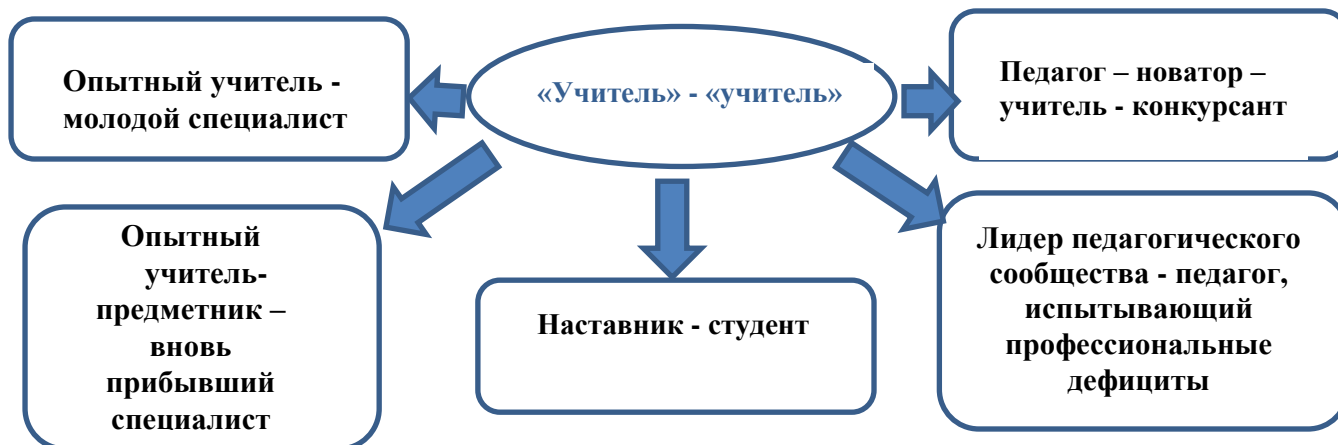 Опытный учитель -
молодой специалист
«Учитель» - «учитель»
Педагог – новатор –
учитель - конкурсант
Опытный
учитель-
предметник –
вновь
прибывший
специалист
Наставник - студент
Лидер педагогического
сообщества - педагог,
испытывающий
профессиональные
дефициты